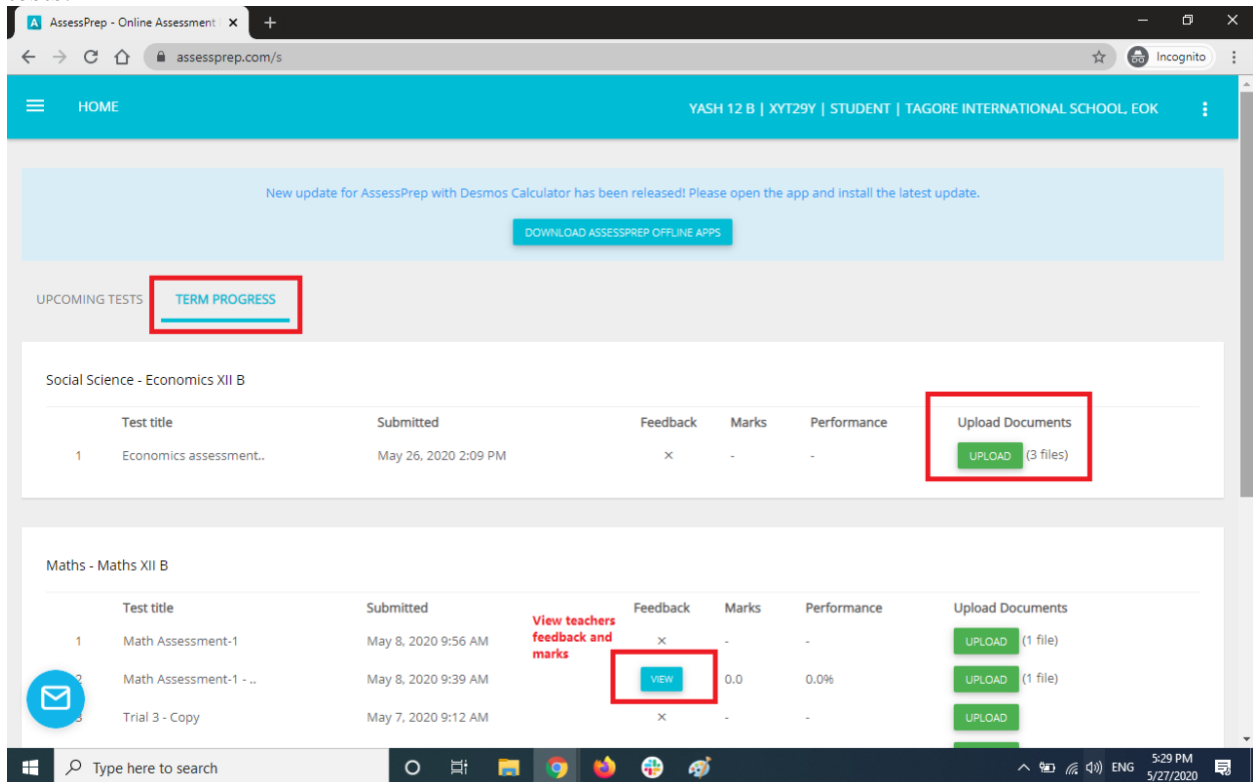 AssessPrep - Online Assessment
assessprep.com/s
Incognito
HOME
YASH 12 B | XYT29Y | STUDENT | TAGORE INTERNATIONAL SCHOOL, EOK
New update for AssessPrep with Desmos Calculator has been released! Please open the app and install the latest update.
DOWNLOAD ASSESSPREP OFFLINE APPS
UPCOMING TESTS TERM PROGRESS
Social Science - Economics XII B
Test title Submitted Feedback Marks Performance Upload Documents
1 Economics assessment.. May 26, 2020 2:09 PM × - - UPLOAD (3 files)
Maths - Maths XII B
Test title Submitted Feedback Marks Performance Upload Documents
View teachers
feedback and
marks
1 Math Assessment-1 May 8, 2020 9:56 AM × - - UPLOAD (1 file)
2 Math Assessment-1 - .. May 8, 2020 9:39 AM VIEW 0.0 0.0% UPLOAD (1 file)
Trial 3 - Copy May 7, 2020 9:12 AM × - - UPLOAD
Type here to search
ENG
5:29 PM
5/27/2020